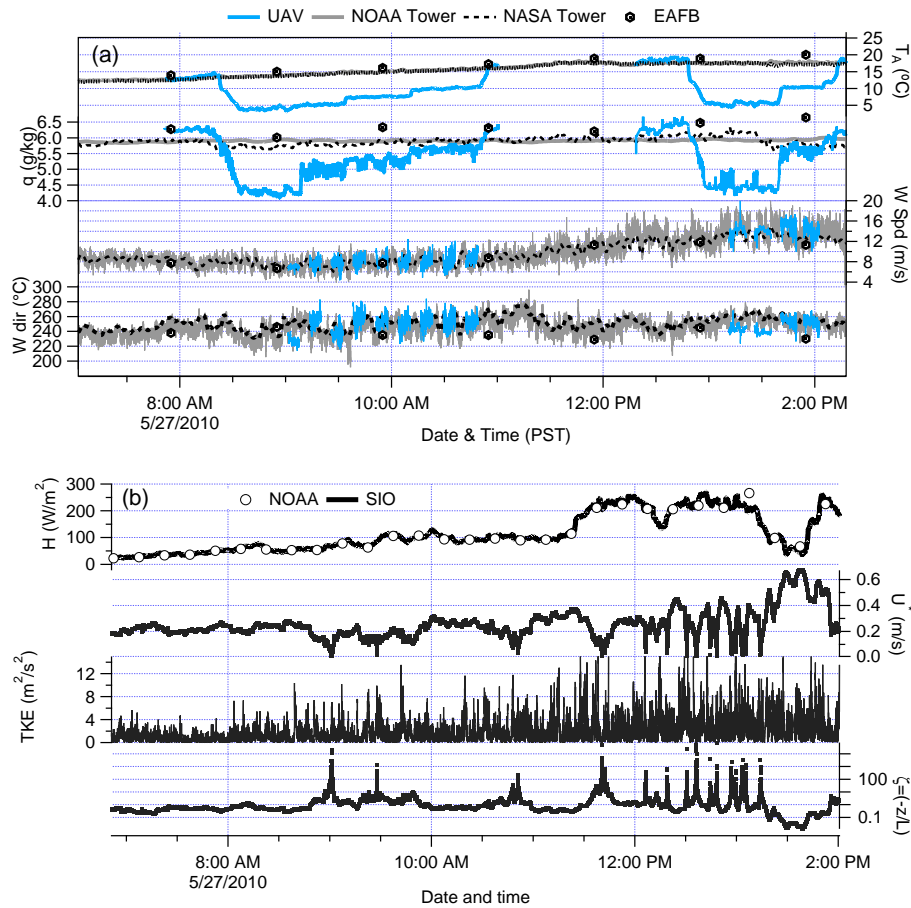 UAV NOAA Tower NASA Tower EAFB
(a)
25
20
15
10
5
T_A (°C)
6.5
6.0
5.5
5.0
4.5
4.0
q (g/kg)
20
16
12
8
4
W Spd (m/s)
300
280
260
240
220
200
W dir (°C)
8:00 AM 10:00 AM 12:00 PM 2:00 PM
5/27/2010
Date & Time (PST)
(b)
NOAA SIO
300
200
100
0
H (W/m²)
0.6
0.4
0.2
0.0
U* (m/s)
12
8
4
0
TKE (m²/s²)
100
0.1
ζ=(-z/L)
8:00 AM 10:00 AM 12:00 PM 2:00 PM
5/27/2010
Date and time